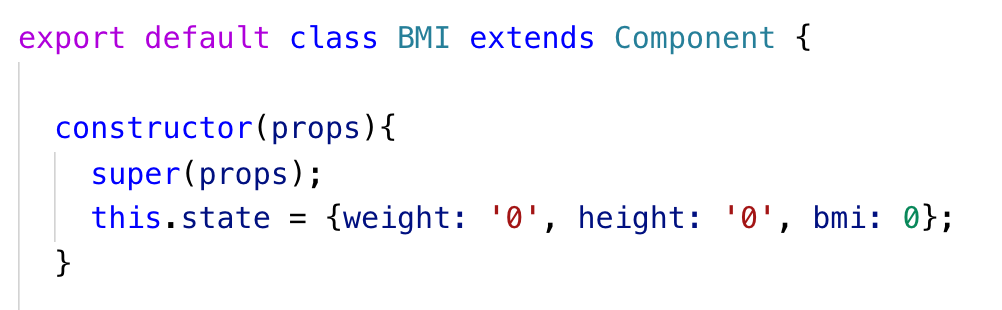 export default class BMI extends Component {
constructor(props){
super(props);
this.state = {weight: '0', height: '0', bmi: 0};
}